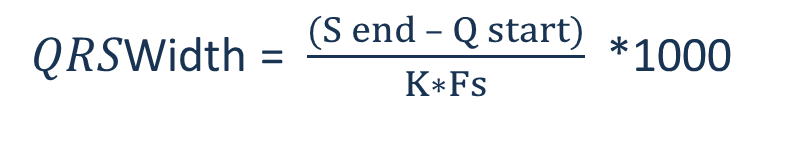 QRSWidth = (S end – Q start) / K*Fs *1000